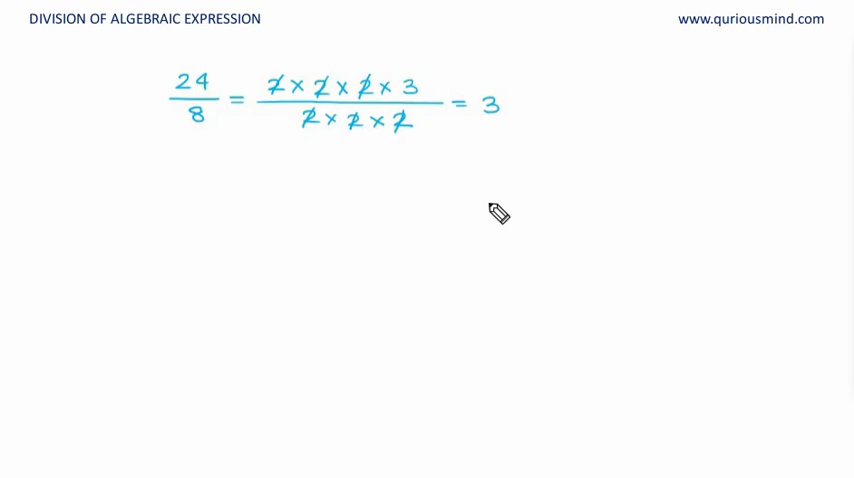 DIVISION OF ALGEBRAIC EXPRESSION
www.quriousmind.com
24/8 = 2 × 2 × 2 × 3 / 2 × 2 × 2 = 3